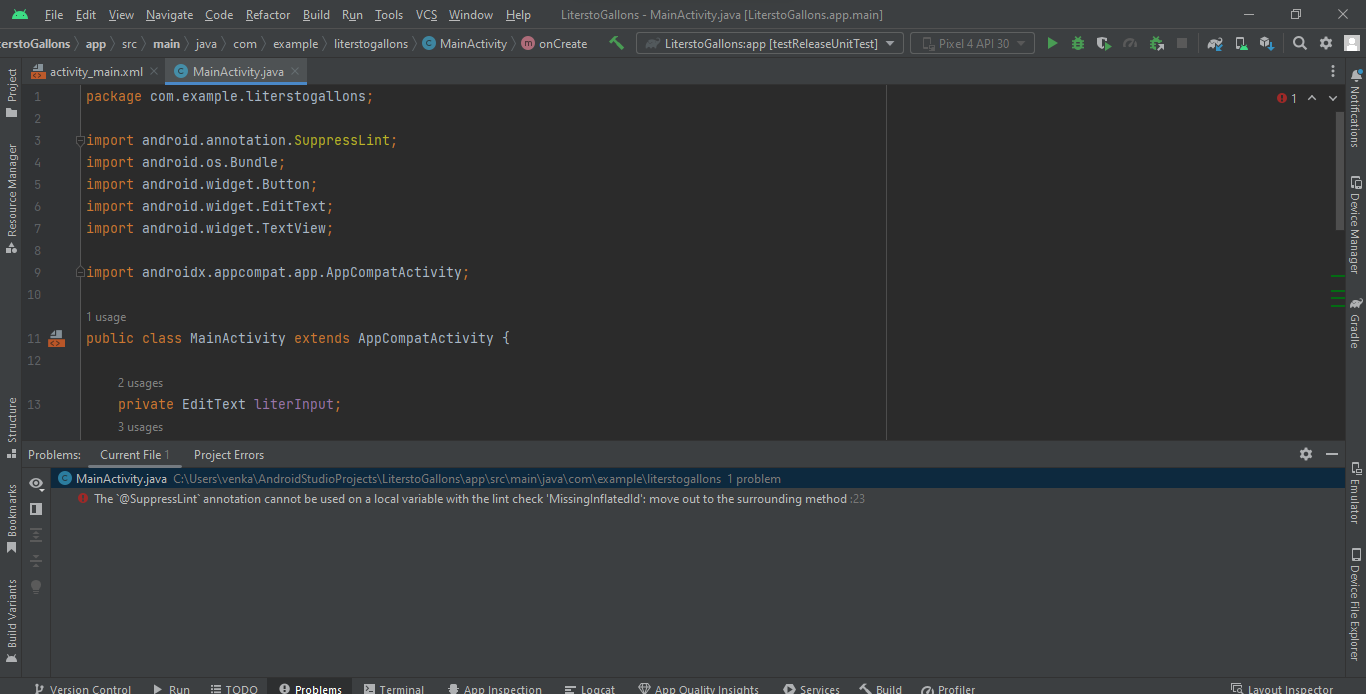 File Edit View Navigate Code Refactor Build Run Tools VCS Window Help LiterstoGallons - MainActivity.java [LiterstoGallons.app.main]
terstoGallons app src main java com example literstogallons MainActivity onCreate LiterstoGallons:app [testReleaseUnitTest] Pixel 4 API 30
activity_main.xml MainActivity.java
1 package com.example.literstogallons;
1
2
3 import android.annotation.SuppressLint;
4 import android.os.Bundle;
5 import android.widget.Button;
6 import android.widget.EditText;
7 import android.widget.TextView;
8
9 import androidx.appcompat.app.AppCompatActivity;
10
1 usage
11 public class MainActivity extends AppCompatActivity {
12
2 usages
13 private EditText literInput;
3 usages
Project
Resource Manager
Structure
Bookmarks
Build Variants
Notifications
Device Manager
Gradle
Emulator
Device File Explorer
Problems: Current File 1 Project Errors
MainActivity.java C:\Users\venka\AndroidStudioProjects\LiterstoGallons\app\src\main\java\com\example\literstogallons 1 problem
The `@SuppressLint` annotation cannot be used on a local variable with the lint check 'MissingInflatedId': move out to the surrounding method :23
Version Control Run TODO Problems Terminal App Inspection Logcat App Quality Insights Services Build Profiler Layout Inspector